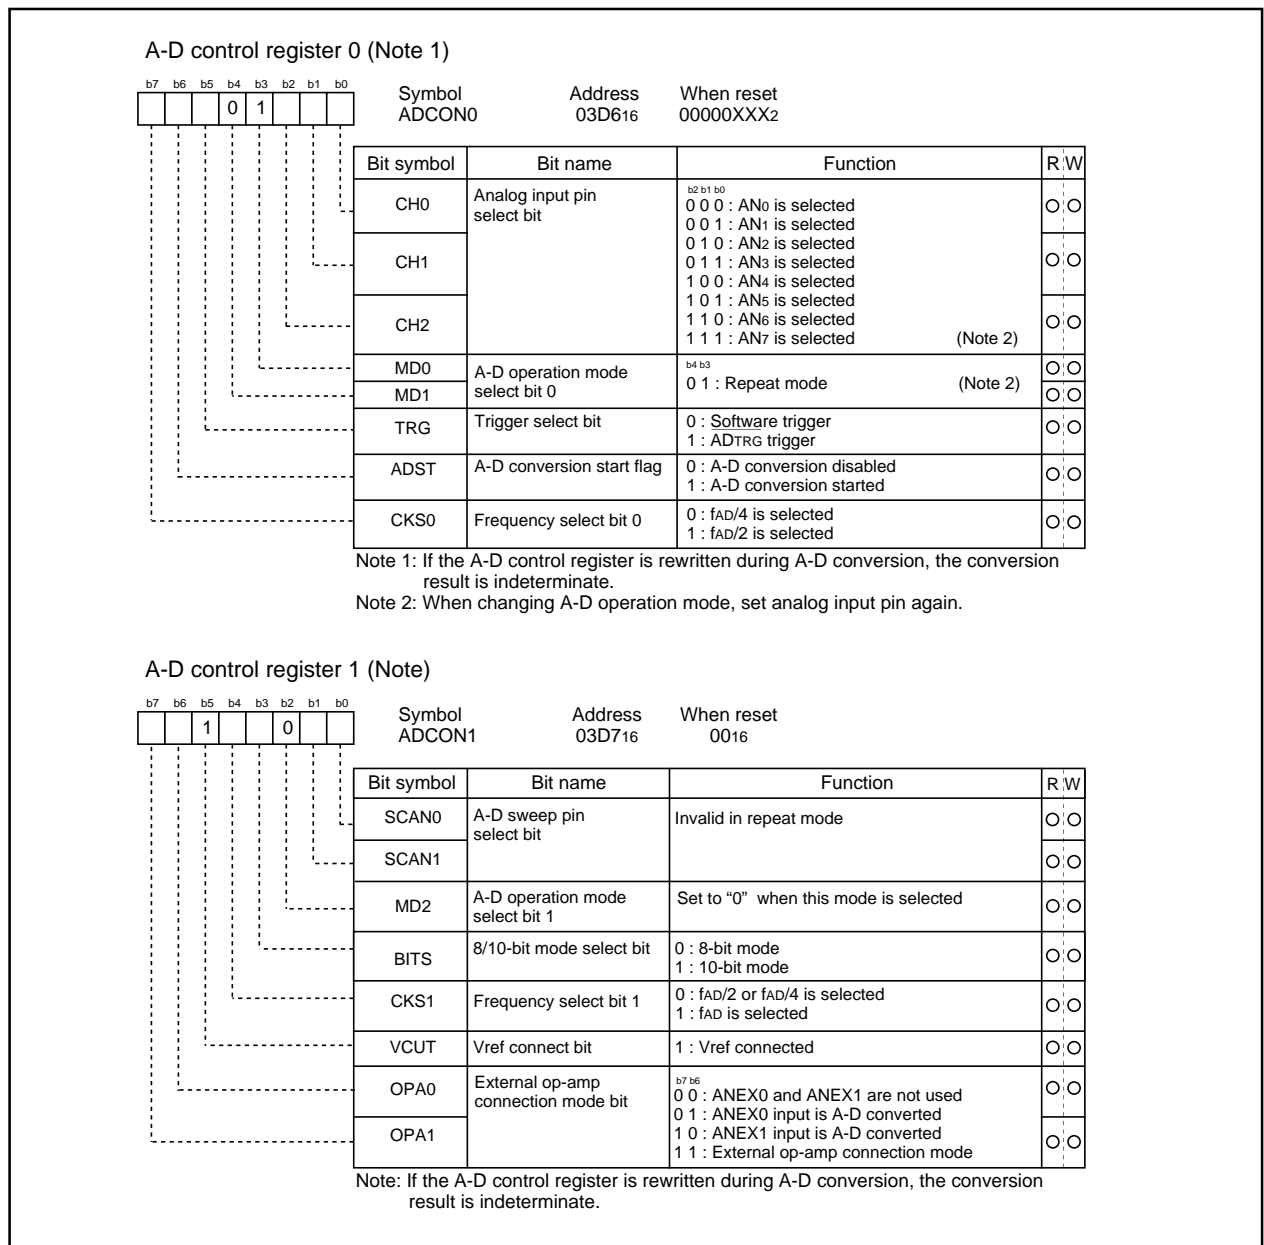 A-D control register 0 (Note 1)
b7 b6 b5 b4 b3 b2 b1 b0
0 1
Symbol Address When reset
ADCON0 03D616 00000XXX2
Bit symbol Bit name Function R W
CH0 Analog input pin select bit
b2 b1 b0
0 0 0 : AN0 is selected
0 0 1 : AN1 is selected
0 1 0 : AN2 is selected
CH1
0 1 1 : AN3 is selected
1 0 0 : AN4 is selected
1 0 1 : AN5 is selected
CH2
1 1 0 : AN6 is selected
1 1 1 : AN7 is selected (Note 2)
MD0 A-D operation mode select bit 0
b4 b3
0 1 : Repeat mode (Note 2)
MD1
TRG Trigger select bit
0 : Software trigger
1 : ADTRG trigger
ADST A-D conversion start flag
0 : A-D conversion disabled
1 : A-D conversion started
CKS0 Frequency select bit 0
0 : fAD/4 is selected
1 : fAD/2 is selected
Note 1: If the A-D control register is rewritten during A-D conversion, the conversion
result is indeterminate.
Note 2: When changing A-D operation mode, set analog input pin again.
A-D control register 1 (Note)
b7 b6 b5 b4 b3 b2 b1 b0
1 0
Symbol Address When reset
ADCON1 03D716 0016
Bit symbol Bit name Function R W
SCAN0 A-D sweep pin select bit
Invalid in repeat mode
SCAN1
MD2 A-D operation mode select bit 1
Set to “0” when this mode is selected
BITS 8/10-bit mode select bit
0 : 8-bit mode
1 : 10-bit mode
CKS1 Frequency select bit 1
0 : fAD/2 or fAD/4 is selected
1 : fAD is selected
VCUT Vref connect bit
1 : Vref connected
OPA0 External op-amp connection mode bit
b7 b6
0 0 : ANEX0 and ANEX1 are not used
0 1 : ANEX0 input is A-D converted
OPA1
1 0 : ANEX1 input is A-D converted
1 1 : External op-amp connection mode
Note: If the A-D control register is rewritten during A-D conversion, the conversion
result is indeterminate.